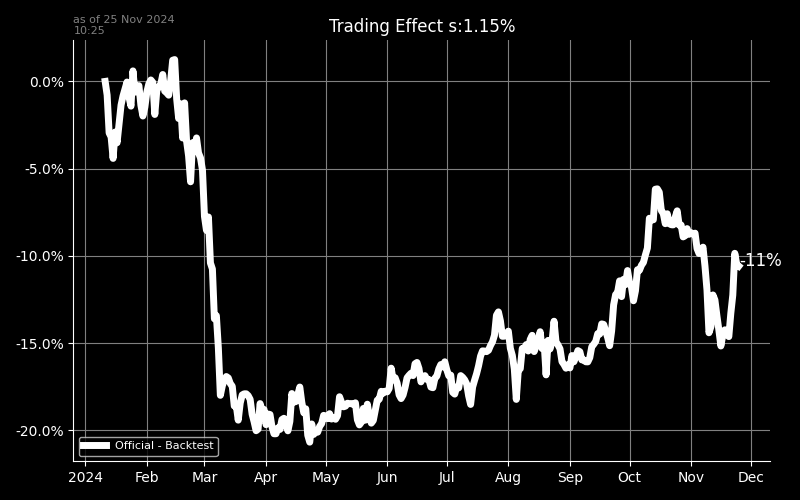 as of 25 Nov 2024
10:25
Trading Effect s:1.15%
0.0%
-5.0%
-10.0%
-15.0%
-20.0%
-11%
Official - Backtest
2024 Feb Mar Apr May Jun Jul Aug Sep Oct Nov Dec